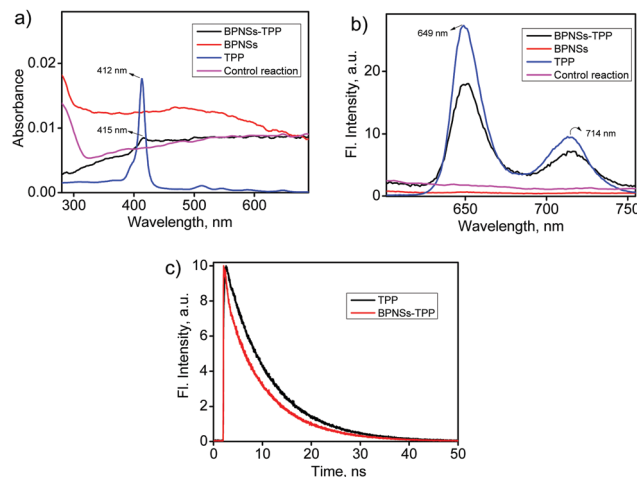 a)
BPNSs-TPP
BPNSs
TPP
Control reaction
412 nm
415 nm
0.02
0.01
0.00
Absorbance
300 400 500 600
Wavelength, nm
b)
BPNSs-TPP
BPNSs
TPP
Control reaction
649 nm
714 nm
20
10
0
Fl. Intensity, a.u.
650 700 750
Wavelength, nm
c)
TPP
BPNSs-TPP
10
8
6
4
2
0
Fl. Intensity, a.u.
0 10 20 30 40 50
Time, ns